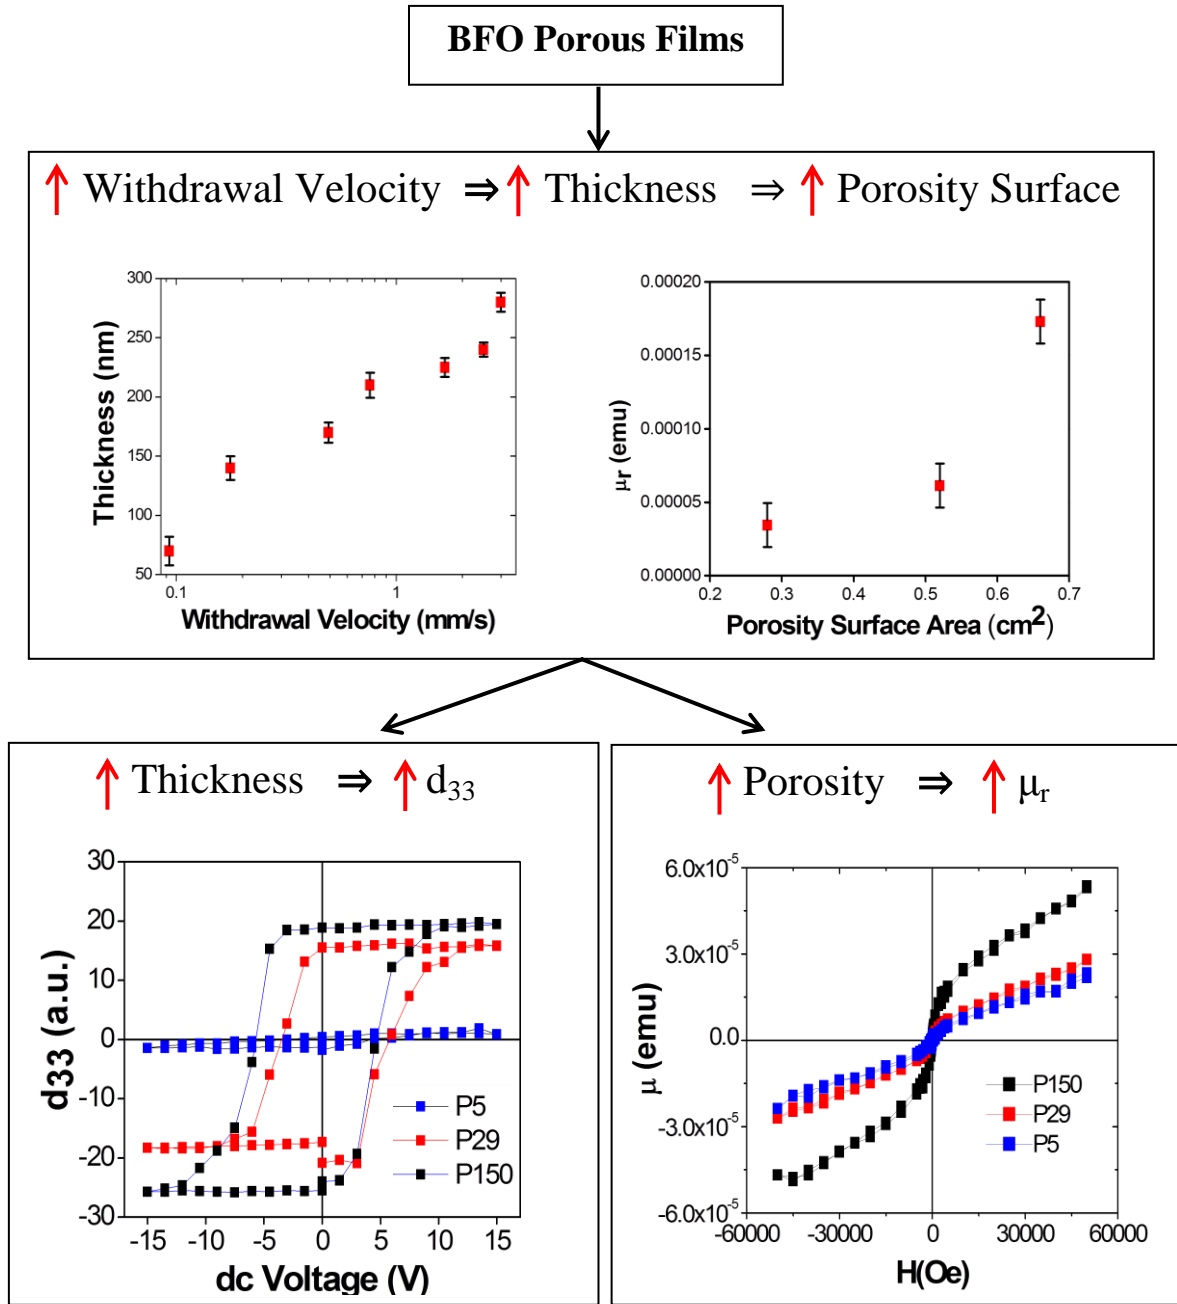 BFO Porous Films
↑ Withdrawal Velocity ⇒ ↑ Thickness ⇒ ↑ Porosity Surface
300
250
200
150
100
50
Thickness (nm)
0.1
1
Withdrawal Velocity (mm/s)
0.00020
0.00015
0.00010
0.00005
0.00000
μr (emu)
0.2
0.3
0.4
0.5
0.6
0.7
Porosity Surface Area (cm²)
↑ Thickness ⇒ ↑ d₃₃
30
20
10
0
-10
-20
-30
d33 (a.u.)
P5
P29
P150
-15
-10
-5
0
5
10
15
dc Voltage (V)
↑ Porosity ⇒ ↑ μr
6.0x10⁻⁵
3.0x10⁻⁵
0.0
-3.0x10⁻⁵
-6.0x10⁻⁵
μ (emu)
P150
P29
P5
-60000
-30000
0
30000
60000
H(Oe)